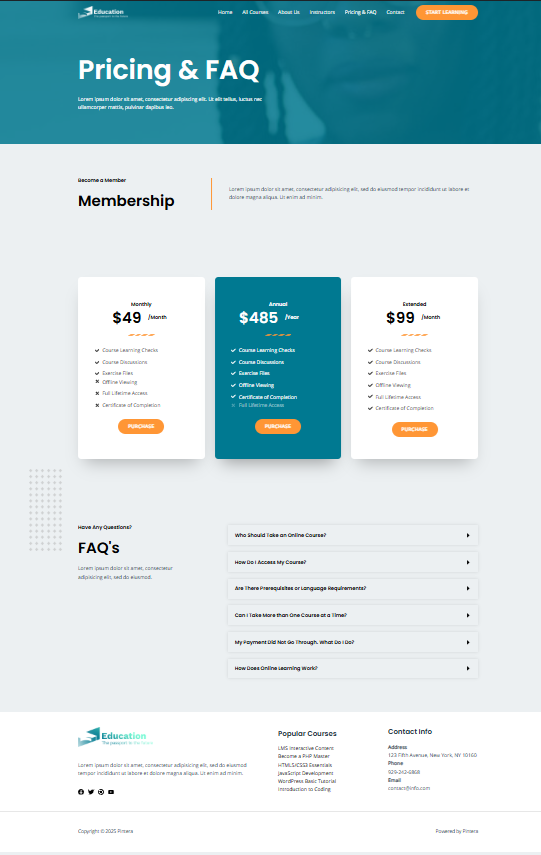 Education
The passport to the future
Home All Courses About Us Instructors Pricing & FAQ Contact START LEARNING
Pricing & FAQ
Lorem ipsum dolor sit amet, consectetur adipiscing elit. Ut elit tellus, luctus nec
ullamcorper mattis, pulvinar dapibus leo.
Become a Member
Membership
Lorem ipsum dolor sit amet, consectetur adipiscing elit, sed do eiusmod tempor incididunt ut labore et
dolore magna aliqua. Ut enim ad minim.
Monthly
$49 /Month
Course Learning Checks
Course Discussions
Exercise Files
Offline Viewing
Full Lifetime Access
Certificate of Completion
PURCHASE
Annual
$485 /Year
Course Learning Checks
Course Discussions
Exercise Files
Offline Viewing
Certificate of Completion
Full Lifetime Access
PURCHASE
Extended
$99 /Month
Course Learning Checks
Course Discussions
Exercise Files
Offline Viewing
Full Lifetime Access
Certificate of Completion
PURCHASE
Have Any Questions?
FAQ's
Lorem ipsum dolor sit amet, consectetur
adipisicing elit, sed do eiusmod.
Who Should Take an Online Course?
How Do I Access My Course?
Are There Prerequisites or Language Requirements?
Can I Take More than One Course at a Time?
My Payment Did Not Go Through. What Do I Do?
How Does Online Learning Work?
Education
The passport to the future
Lorem ipsum dolor sit amet, consectetur adipiscing elit, sed do eiusmod
tempor incididunt ut labore et dolore magna aliqua. Ut enim ad minim.
Popular Courses
LMS Interactive Content
Become a PHP Master
HTML5/CSS3 Essentials
JavaScript Development
WordPress Basic Tutorial
Introduction to Coding
Contact Info
Address
123 Fifth Avenue, New York, NY 10160
Phone
929-242-6868
Email
contact@info.com
Copyright © 2025 Pintera
Powered by Pintera